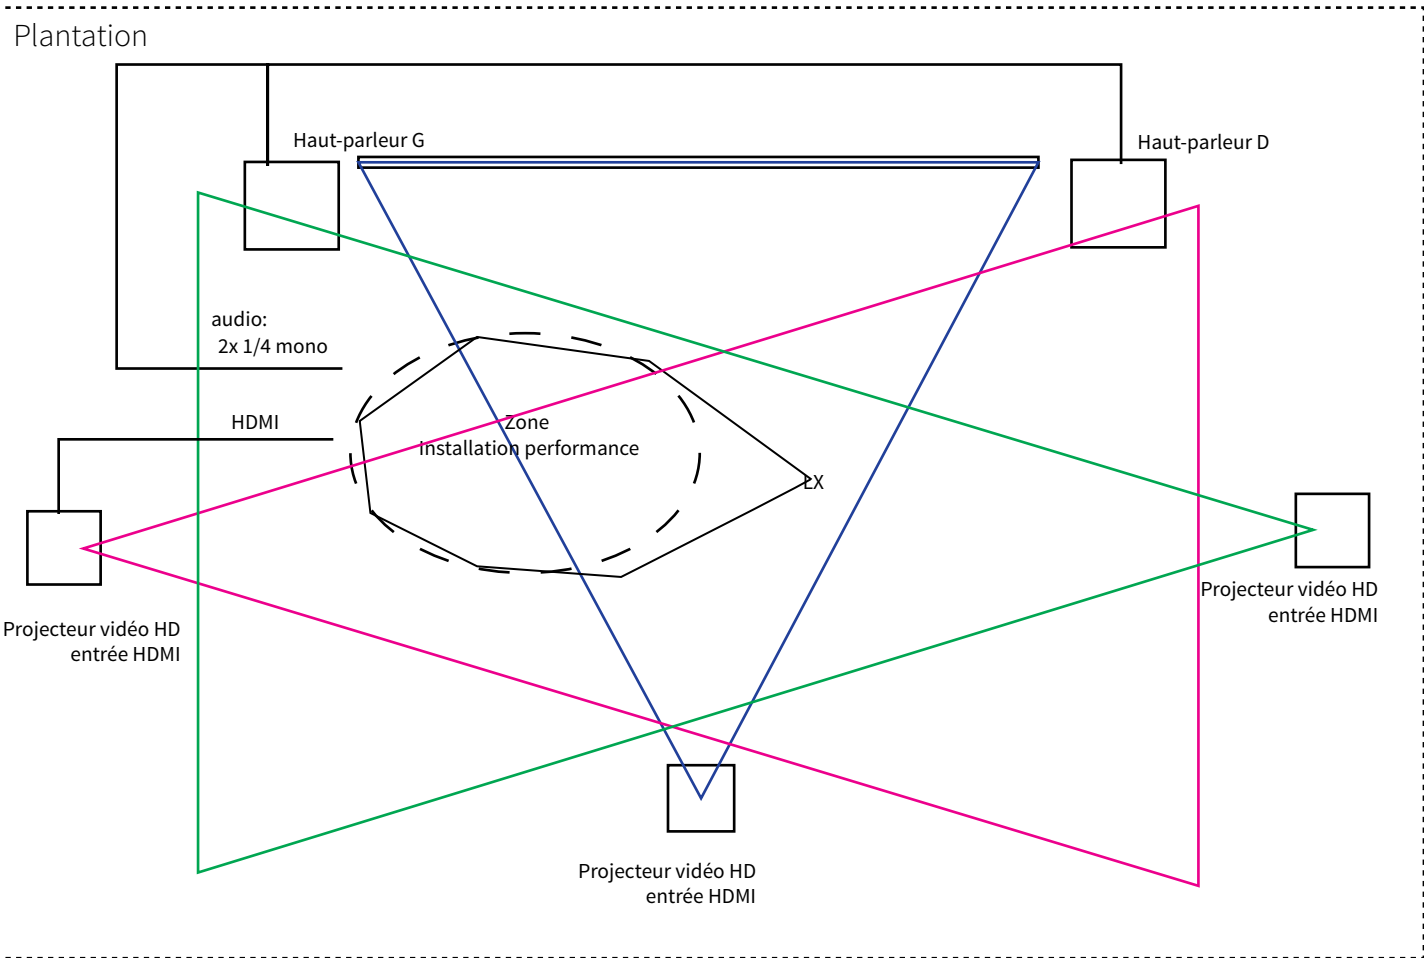 Plantation
Haut-parleur G
Haut-parleur D
audio:
2x 1/4 mono
HDMI
Zone
Installation performance
LX
Projecteur vidéo HD
entrée HDMI
Projecteur vidéo HD
entrée HDMI
Projecteur vidéo HD
entrée HDMI